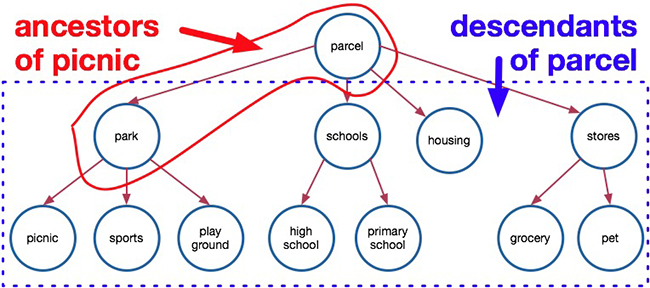 ancestors
of picnic
descendants
of parcel
parcel
park
schools
housing
stores
picnic
sports
play
ground
high
school
primary
school
grocery
pet